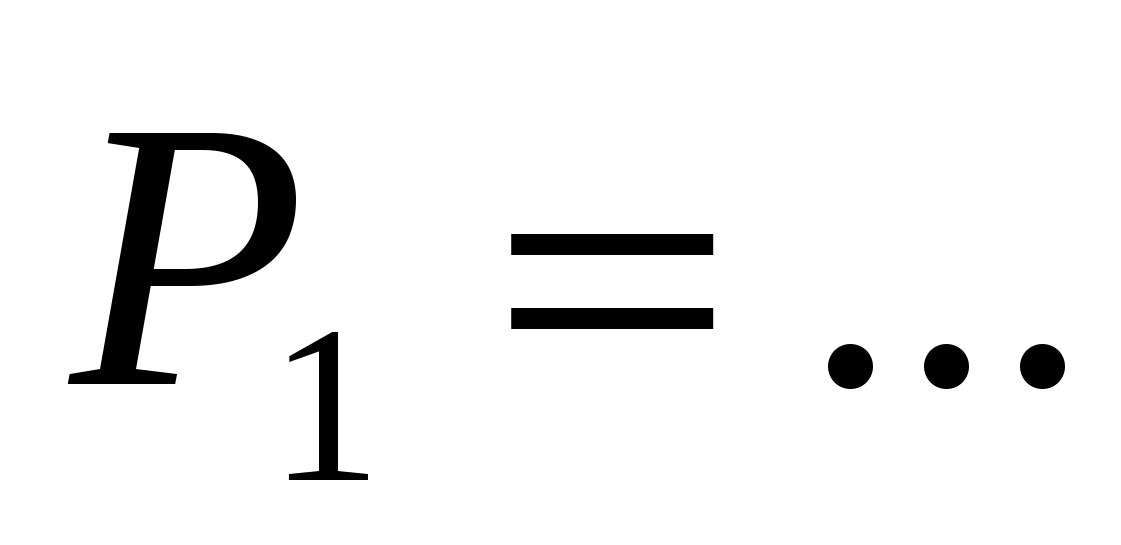 P₁ = ...